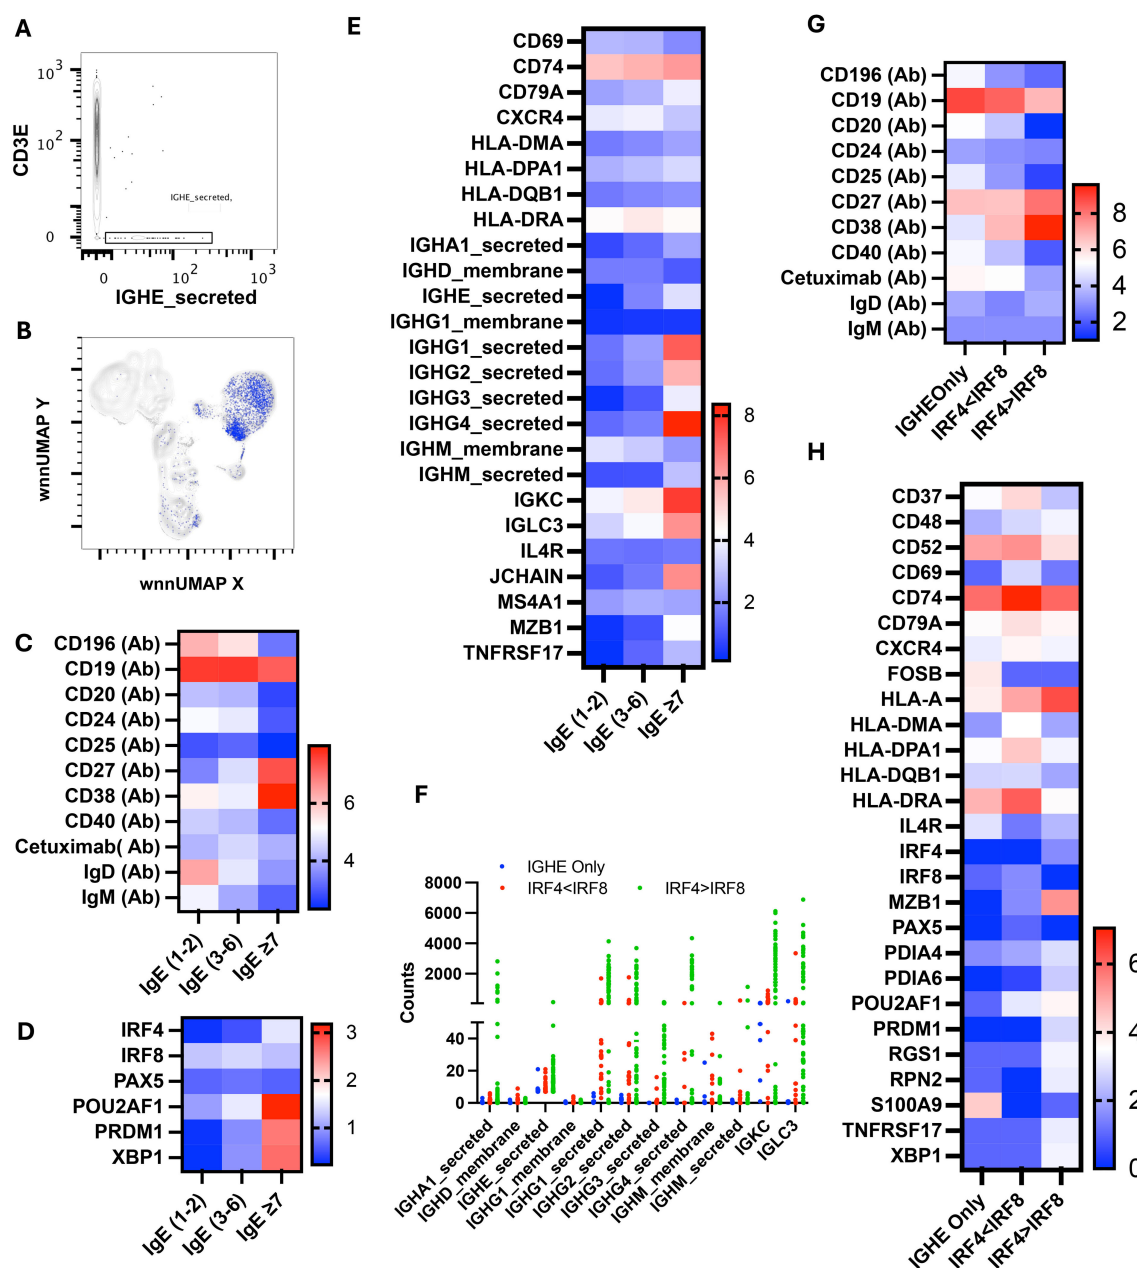 A
10³
10²
0
CD3E
IGHE_secreted,
0
10²
10³
IGHE_secreted
B
wnnUMAP Y
wnnUMAP X
C
CD196 (Ab)
CD19 (Ab)
CD20 (Ab)
CD24 (Ab)
CD25 (Ab)
CD27 (Ab)
CD38 (Ab)
CD40 (Ab)
Cetuximab( Ab)
IgD (Ab)
IgM (Ab)
IgE (1-2)
IgE (3-6)
IgE ≥7
6
4
D
IRF4
IRF8
PAX5
POU2AF1
PRDM1
XBP1
IgE (1-2)
IgE (3-6)
IgE ≥7
3
2
1
E
CD69
CD74
CD79A
CXCR4
HLA-DMA
HLA-DPA1
HLA-DQB1
HLA-DRA
IGHA1_secreted
IGHD_membrane
IGHE_secreted
IGHG1_membrane
IGHG1_secreted
IGHG2_secreted
IGHG3_secreted
IGHG4_secreted
IGHM_membrane
IGHM_secreted
IGKC
IGLC3
IL4R
JCHAIN
MS4A1
MZB1
TNFRSF17
IgE (1-2)
IgE (3-6)
IgE ≥7
8
6
4
2
F
IGHE Only
IRF4<IRF8
IRF4>IRF8
8000
6000
4000
2000
40
20
0
Counts
IGHA1_secreted
IGHD_membrane
IGHE_secreted
IGHG1_membrane
IGHG1_secreted
IGHG2_secreted
IGHG3_secreted
IGHG4_secreted
IGHM_membrane
IGHM_secreted
IGKC
IGLC3
G
CD196 (Ab)
CD19 (Ab)
CD20 (Ab)
CD24 (Ab)
CD25 (Ab)
CD27 (Ab)
CD38 (Ab)
CD40 (Ab)
Cetuximab (Ab)
IgD (Ab)
IgM (Ab)
IGHEOnly
IRF4<IRF8
IRF4>IRF8
8
6
4
2
H
CD37
CD48
CD52
CD69
CD74
CD79A
CXCR4
FOSB
HLA-A
HLA-DMA
HLA-DPA1
HLA-DQB1
HLA-DRA
IL4R
IRF4
IRF8
MZB1
PAX5
PDIA4
PDIA6
POU2AF1
PRDM1
RGS1
RPN2
S100A9
TNFRSF17
XBP1
IGHE Only
IRF4<IRF8
IRF4>IRF8
6
4
2
0